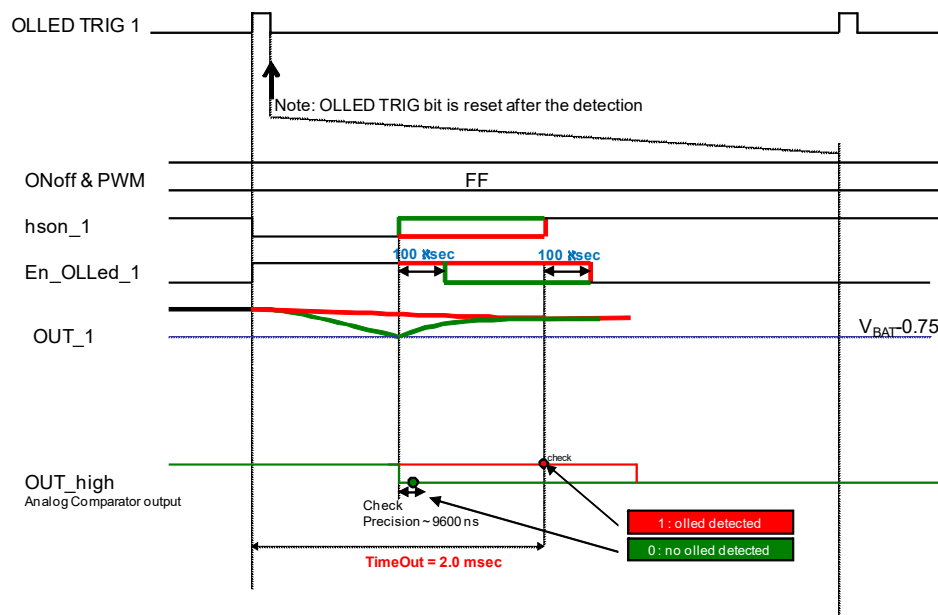 OLLED TRIG 1
Note: OLLED TRIG bit is reset after the detection
ONoff & PWM
FF
hson_1
100 sec
100 sec
En_OLLed_1
OUT_1
VBAT-0.75
check
OUT_high
Analog Comparator output
Check
Precision ~ 9600 ns
1 : olled detected
0 : no olled detected
TimeOut = 2.0 msec